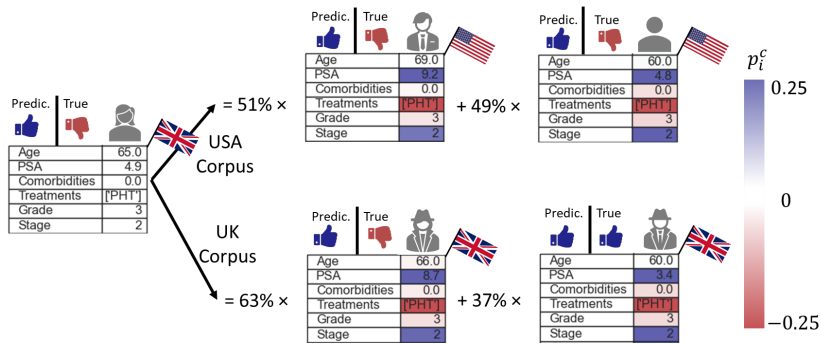 Predic. True
Age 65.0
PSA 4.9
Comorbidities 0.0
Treatments ['PHT']
Grade 3
Stage 2
USA
Corpus
= 51% ×
Predic. True
Age 69.0
PSA 9.2
Comorbidities 0.0
Treatments ['PHT']
Grade 3
Stage 2
+ 49% ×
Predic. True
Age 60.0
PSA 4.8
Comorbidities 0.0
Treatments ['PHT']
Grade 3
Stage 2
UK
Corpus
= 63% ×
Predic. True
Age 66.0
PSA 8.7
Comorbidities 0.0
Treatments ['PHT']
Grade 3
Stage 2
+ 37% ×
Predic. True
Age 60.0
PSA 3.4
Comorbidities 0.0
Treatments ['PHT']
Grade 3
Stage 2
p_i^c
0.25
0
−0.25